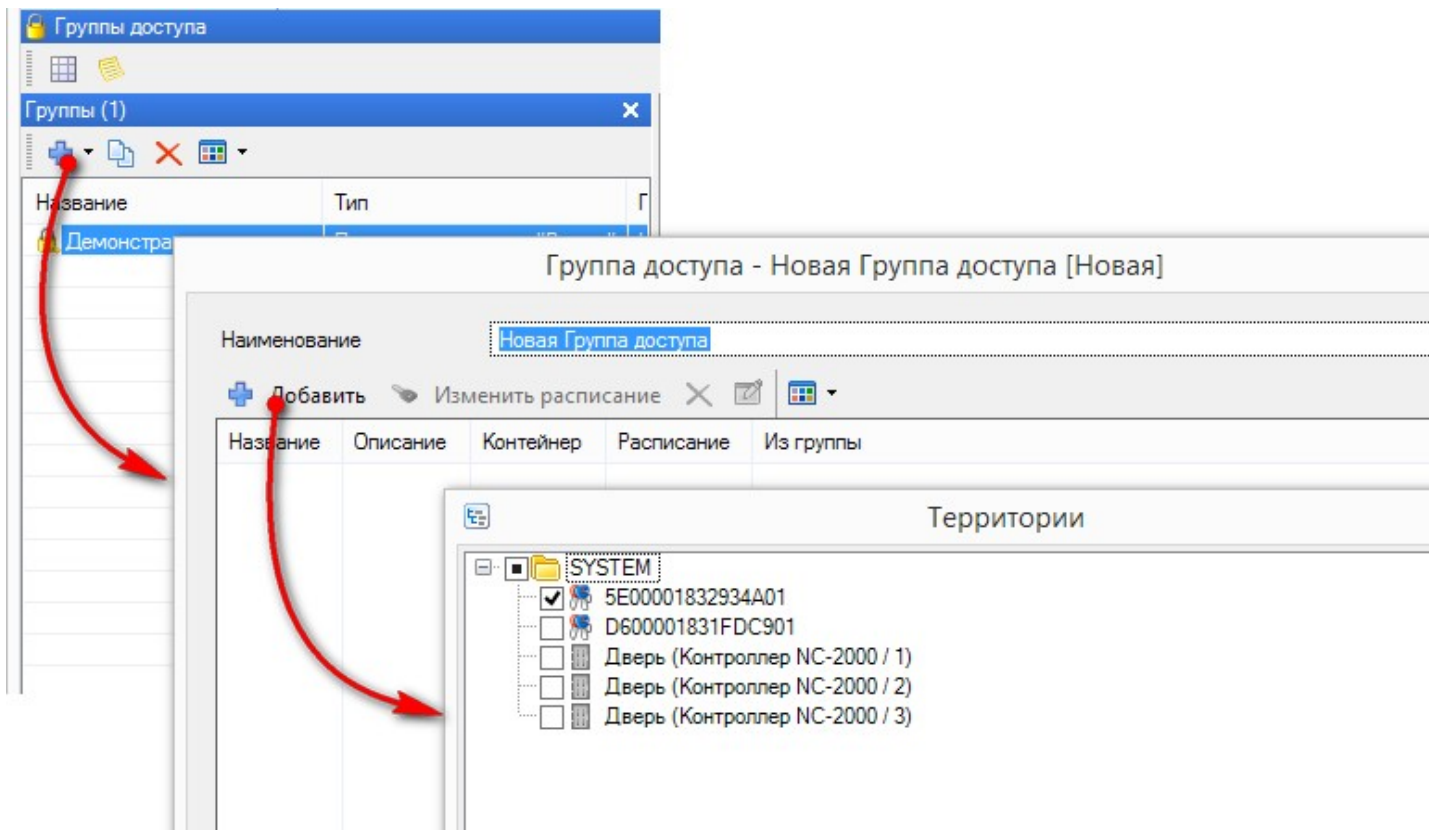 Группы доступа
Группы (1)
Название Тип
Демонстра
Группа доступа - Новая Группа доступа [Новая]
Наименование Новая Группа доступа
Добавить Изменить расписание
Название Описание Контейнер Расписание Из группы
Территории
SYSTEM
5E00001832934A01
D600001831FDC901
Дверь (Контроллер NC-2000 / 1)
Дверь (Контроллер NC-2000 / 2)
Дверь (Контроллер NC-2000 / 3)